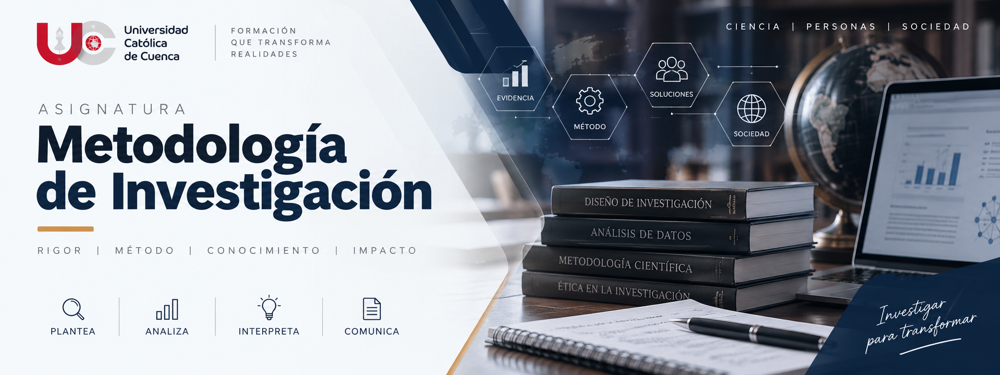 Universidad
Católica
de Cuenca
FORMACIÓN
QUE TRANSFORMA
REALIDADES
CIENCIA | PERSONAS | SOCIEDAD
ASIGNATURA
Metodología
de Investigación
RIGOR | MÉTODO | CONOCIMIENTO | IMPACTO
PLANTEA
ANALIZA
INTERPRETA
COMUNICA
EVIDENCIA
MÉTODO
SOLUCIONES
SOCIEDAD
DISEÑO DE INVESTIGACIÓN
ANÁLISIS DE DATOS
METODOLOGÍA CIENTÍFICA
ÉTICA EN LA INVESTIGACIÓN
Investigar
para transformar